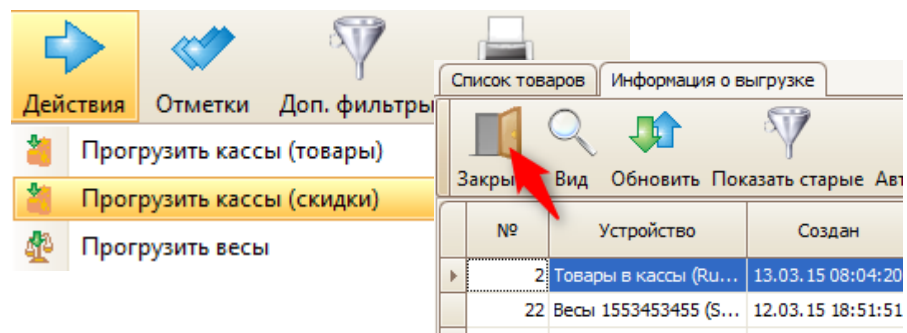 Действия Отметки Доп. фильтры
Прогрузить кассы (товары)
Прогрузить кассы (скидки)
Прогрузить весы
Список товаров Информация о выгрузке
Вид Обновить Показать старые
№ Устройство Создан
2 Товары в кассы (Ru... 13.03.15 08:04:20
22 Весы 1553453455 (S... 12.03.15 18:51:51